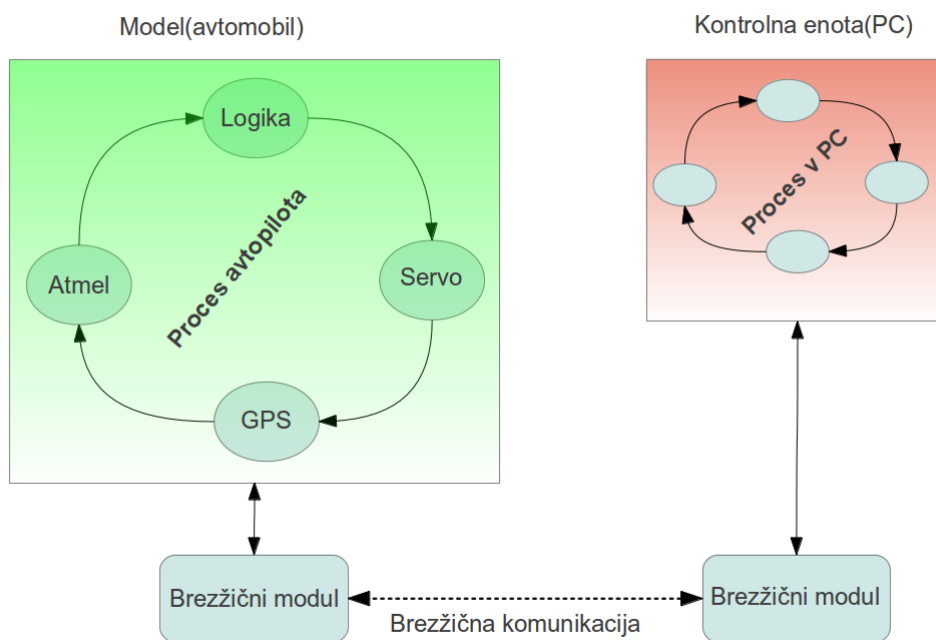 Model(avtomobil)
Kontrolna enota(PC)
Logika
Atmel
Proces avtopilota
Servo
GPS
Proces v PC
Brezžični modul
Brezžični modul
Brezžična komunikacija